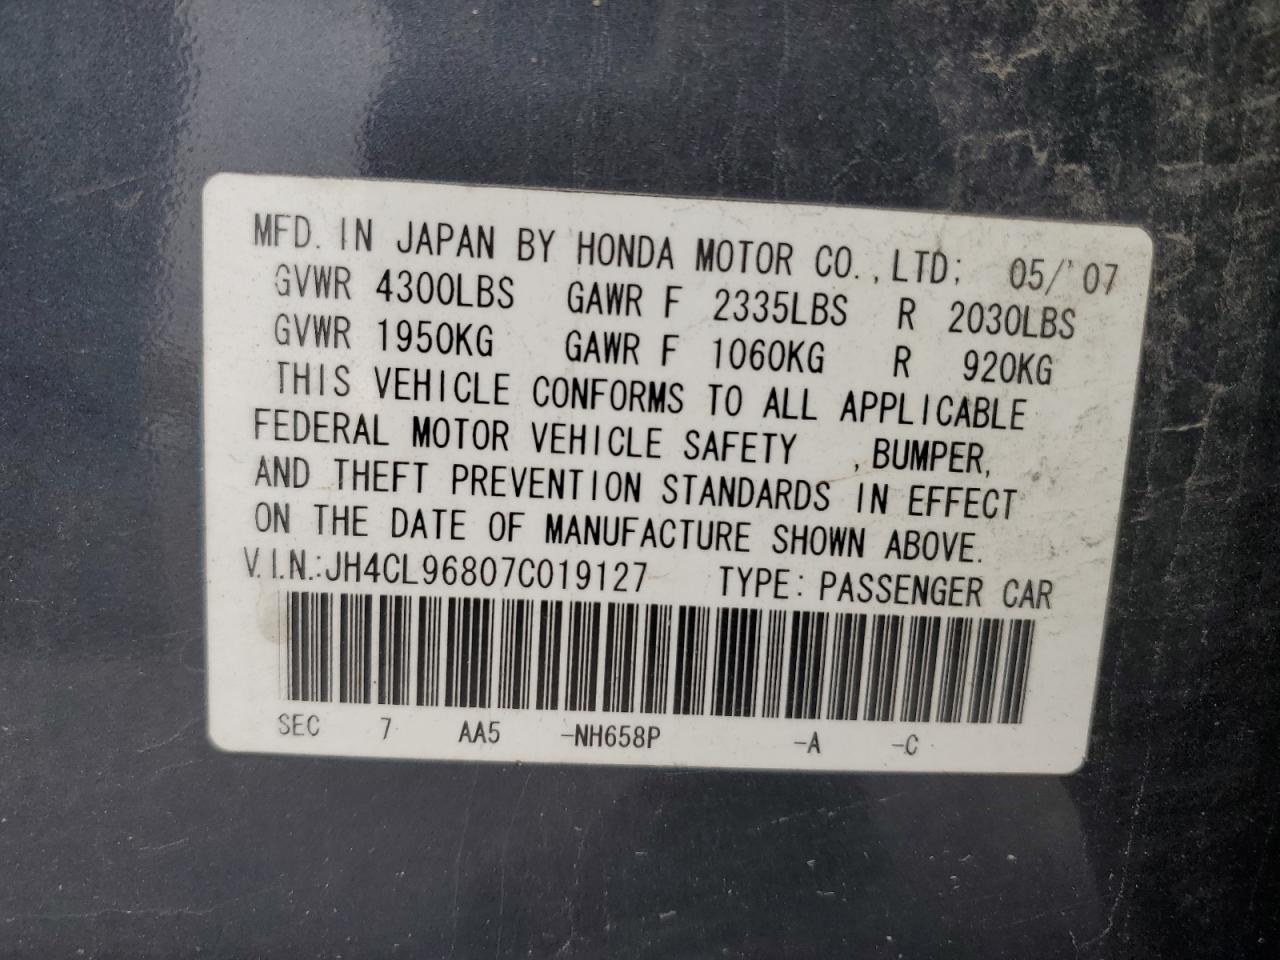 MFD. IN JAPAN BY HONDA MOTOR CO.,LTD; 05/'07
GVWR 4300LBS GAWR F 2335LBS R 2030LBS
GVWR 1950KG GAWR F 1060KG R 920KG
THIS VEHICLE CONFORMS TO ALL APPLICABLE
FEDERAL MOTOR VEHICLE SAFETY ,BUMPER,
AND THEFT PREVENTION STANDARDS IN EFFECT
ON THE DATE OF MANUFACTURE SHOWN ABOVE.
V.I.N.:JH4CL96807C019127 TYPE: PASSENGER CAR
SEC 7 AA5 -NH658P -A -C